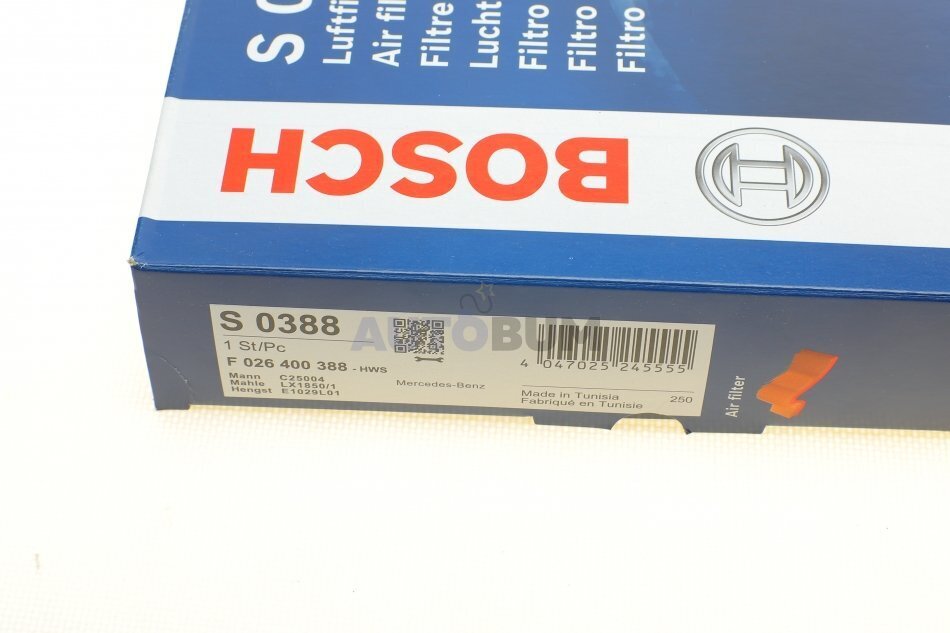 S 0
Luftfi
Air fil
Filtre
Lucht
Filtro
Filtro
Filtro
BOSCH
S 0388
1 St/Pc
F 026 400 388 - HWS
Mann C25004
Mahle LX1850/1
Hengst E1029L01
Mercedes-Benz
4 047025 245555
Made in Tunisia
Fabriqué en Tunisie
250
Air filter
AUTOBUM